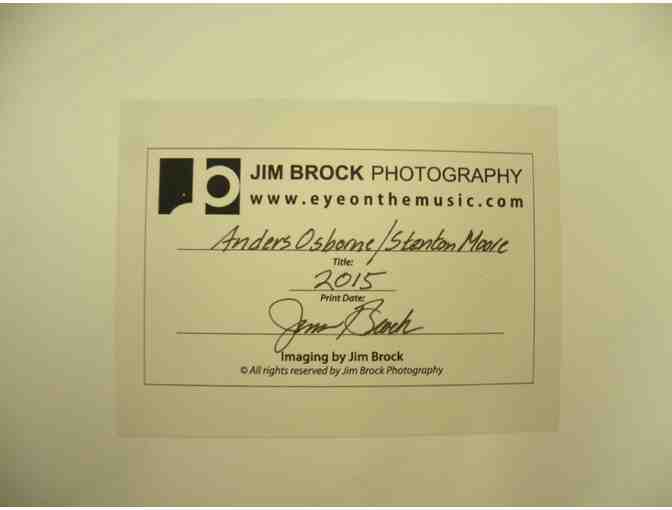 jb JIM BROCK PHOTOGRAPHY
www.eyeonthemusic.com
Anders Osborne/Stanton Moore
Title:
2015
Print Date:
Jim Brock
Imaging by Jim Brock
© All rights reserved by Jim Brock Photography